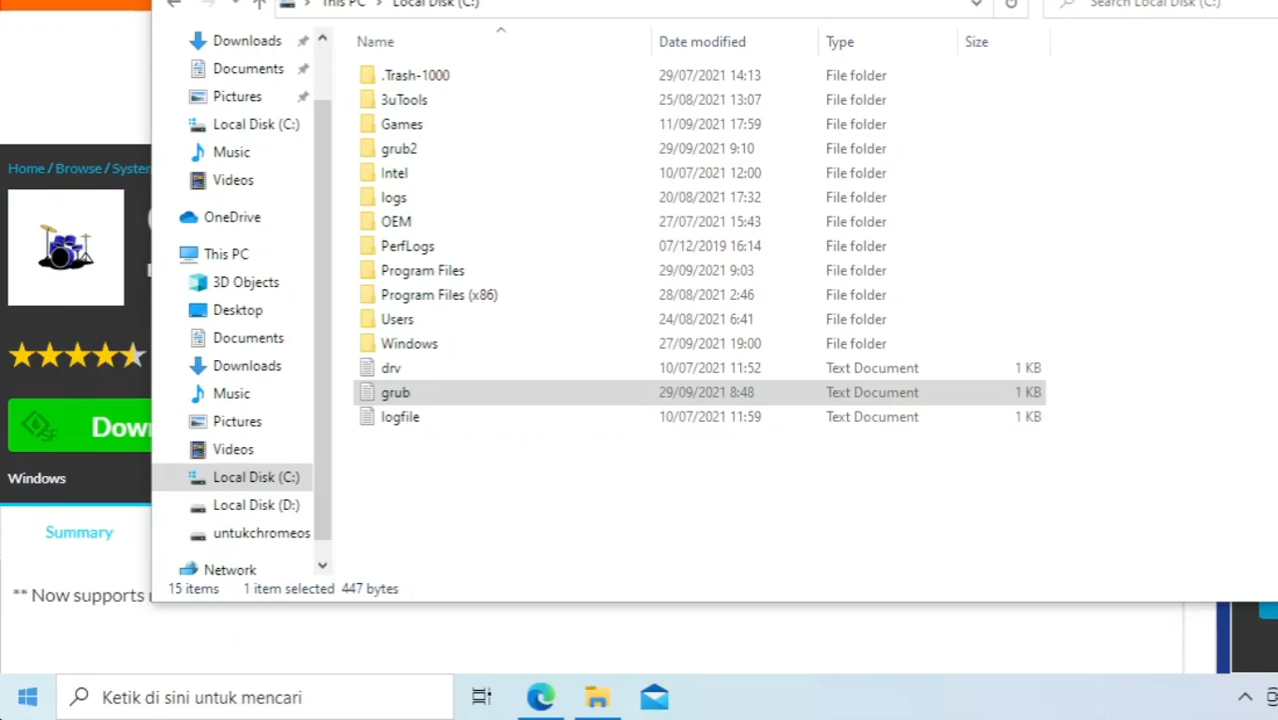 This PC > Local Disk (C:)
Search Local Disk (C:)
Downloads
Documents
Pictures
Local Disk (C:)
Music
Videos
OneDrive
This PC
3D Objects
Desktop
Documents
Downloads
Music
Pictures
Videos
Local Disk (C:)
Local Disk (D:)
untukchromeos
Network
Name Date modified Type Size
.Trash-1000 29/07/2021 14:13 File folder
3uTools 25/08/2021 13:07 File folder
Games 11/09/2021 17:59 File folder
grub2 29/09/2021 9:10 File folder
Intel 10/07/2021 12:00 File folder
logs 20/08/2021 17:32 File folder
OEM 27/07/2021 15:43 File folder
PerfLogs 07/12/2019 16:14 File folder
Program Files 29/09/2021 9:03 File folder
Program Files (x86) 28/08/2021 2:46 File folder
Users 24/08/2021 6:41 File folder
Windows 27/09/2021 19:00 File folder
drv 10/07/2021 11:52 Text Document 1 KB
grub 29/09/2021 8:48 Text Document 1 KB
logfile 10/07/2021 11:59 Text Document 1 KB
15 items 1 item selected 447 bytes
Home / Browse / System
SF
Down
Windows
Summary
** Now supports
Ketik di sini untuk mencari